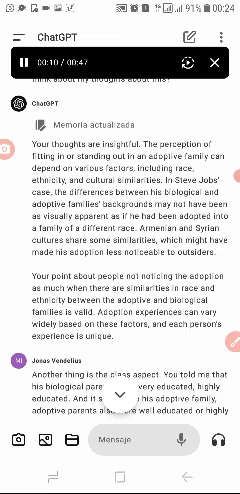 91% 00:24
ChatGPT
00:10 / 00:47
think about my thoughts about this?
ChatGPT
Memoria actualizada
Your thoughts are insightful. The perception of
fitting in or standing out in an adoptive family can
depend on various factors, including race,
ethnicity, and cultural similarities. In Steve Jobs'
case, the differences between his biological and
adoptive families' backgrounds may not have been
as visually apparent as if he had been adopted into
a family of a different race. Armenian and Syrian
cultures share some similarities, which might have
made his adoption less noticeable to outsiders.
Your point about people not noticing the adoption
as much when there are similarities in race and
ethnicity between the adoptive and biological
families is valid. Adoption experiences can vary
widely based on these factors, and each person's
experience is unique.
Jonas Vendelius
Another thing is the class aspect. You told me that
his biological pare very educated, highly
educated. And it s his adoptive family,
adoptive parents als re well educated or highly
Mensaje